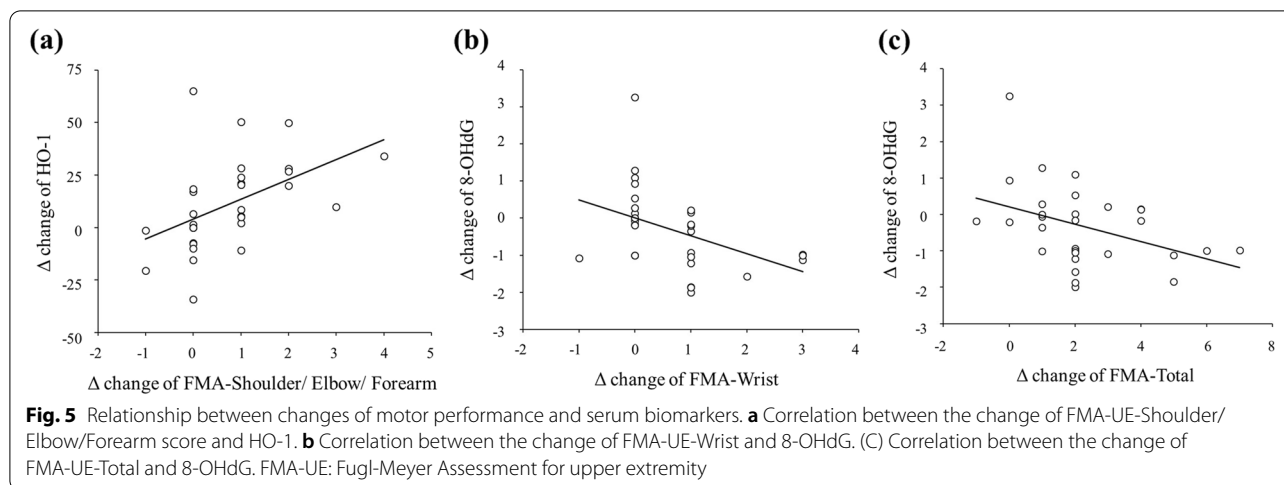 (a)
75
50
25
0
-25
-50
Δ change of HO-1
-2 -1 0 1 2 3 4 5
Δ change of FMA-Shoulder/ Elbow/ Forearm
(b)
4
3
2
1
0
-1
-2
-3
Δ change of 8-OHdG
-2 -1 0 1 2 3 4
Δ change of FMA-Wrist
(c)
4
3
2
1
0
-1
-2
-3
Δ change of 8-OHdG
-2 0 2 4 6 8
Δ change of FMA-Total
Fig. 5 Relationship between changes of motor performance and serum biomarkers. a Correlation between the change of FMA-UE-Shoulder/
Elbow/Forearm score and HO-1. b Correlation between the change of FMA-UE-Wrist and 8-OHdG. (C) Correlation between the change of
FMA-UE-Total and 8-OHdG. FMA-UE: Fugl-Meyer Assessment for upper extremity